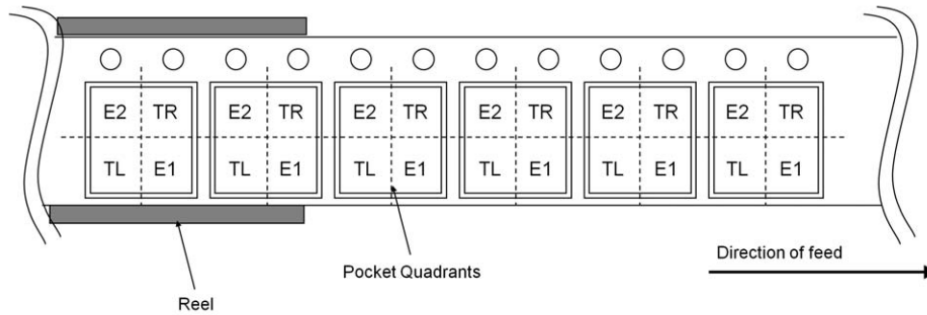 E2 TR E2 TR E2 TR E2 TR E2 TR E2 TR
TL E1 TL E1 TL E1 TL E1 TL E1 TL E1
Direction of feed
Pocket Quadrants
Reel